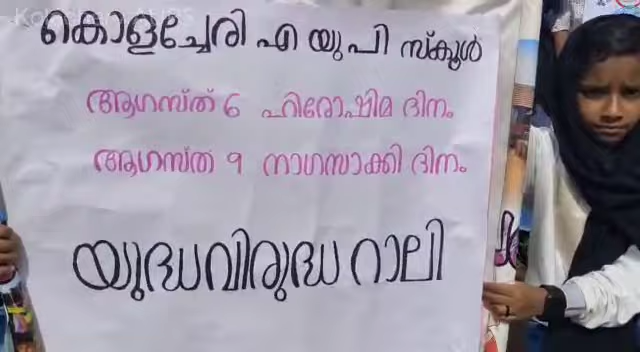 കൊളച്ചേരി എ യു പി സ്കൂൾ
ആഗസ്ത് 6 ഹിരോഷിമ ദിനം
ആഗസ്ത 9 നാഗസാക്കി ദിനം
യുദ്ധവിരുദ്ധ റാലി